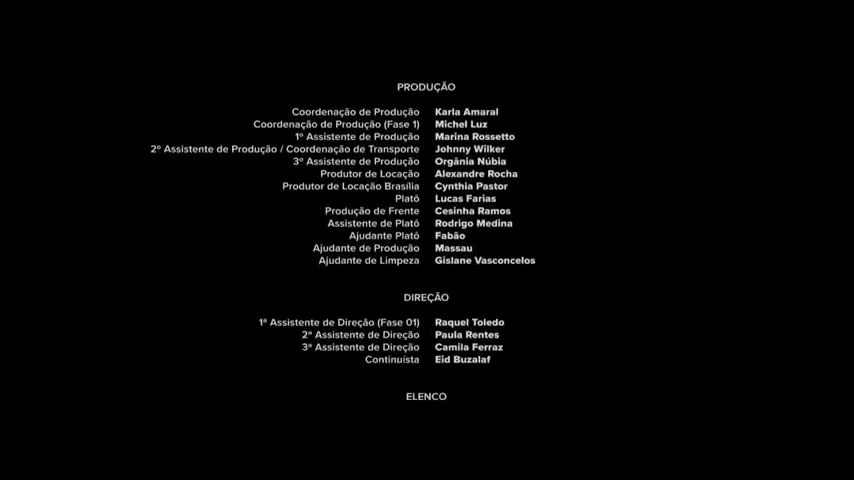 PRODUÇÃO
Coordenação de Produção Karla Amaral
Coordenação de Produção (Fase 1) Michel Luz
1º Assistente de Produção Marina Rossetto
2º Assistente de Produção / Coordenação de Transporte Johnny Wilker
3º Assistente de Produção Orgânia Núbia
Produtor de Locação Alexandre Rocha
Produtor de Locação Brasília Cynthia Pastor
Platô Lucas Farias
Produção de Frente Cesinha Ramos
Assistente de Platô Rodrigo Medina
Ajudante Platô Fabão
Ajudante de Produção Massau
Ajudante de Limpeza Gislane Vasconcelos
DIREÇÃO
1ª Assistente de Direção (Fase 01) Raquel Toledo
2ª Assistente de Direção Paula Rentes
3ª Assistente de Direção Camila Ferraz
Continuísta Eid Buzalaf
ELENCO